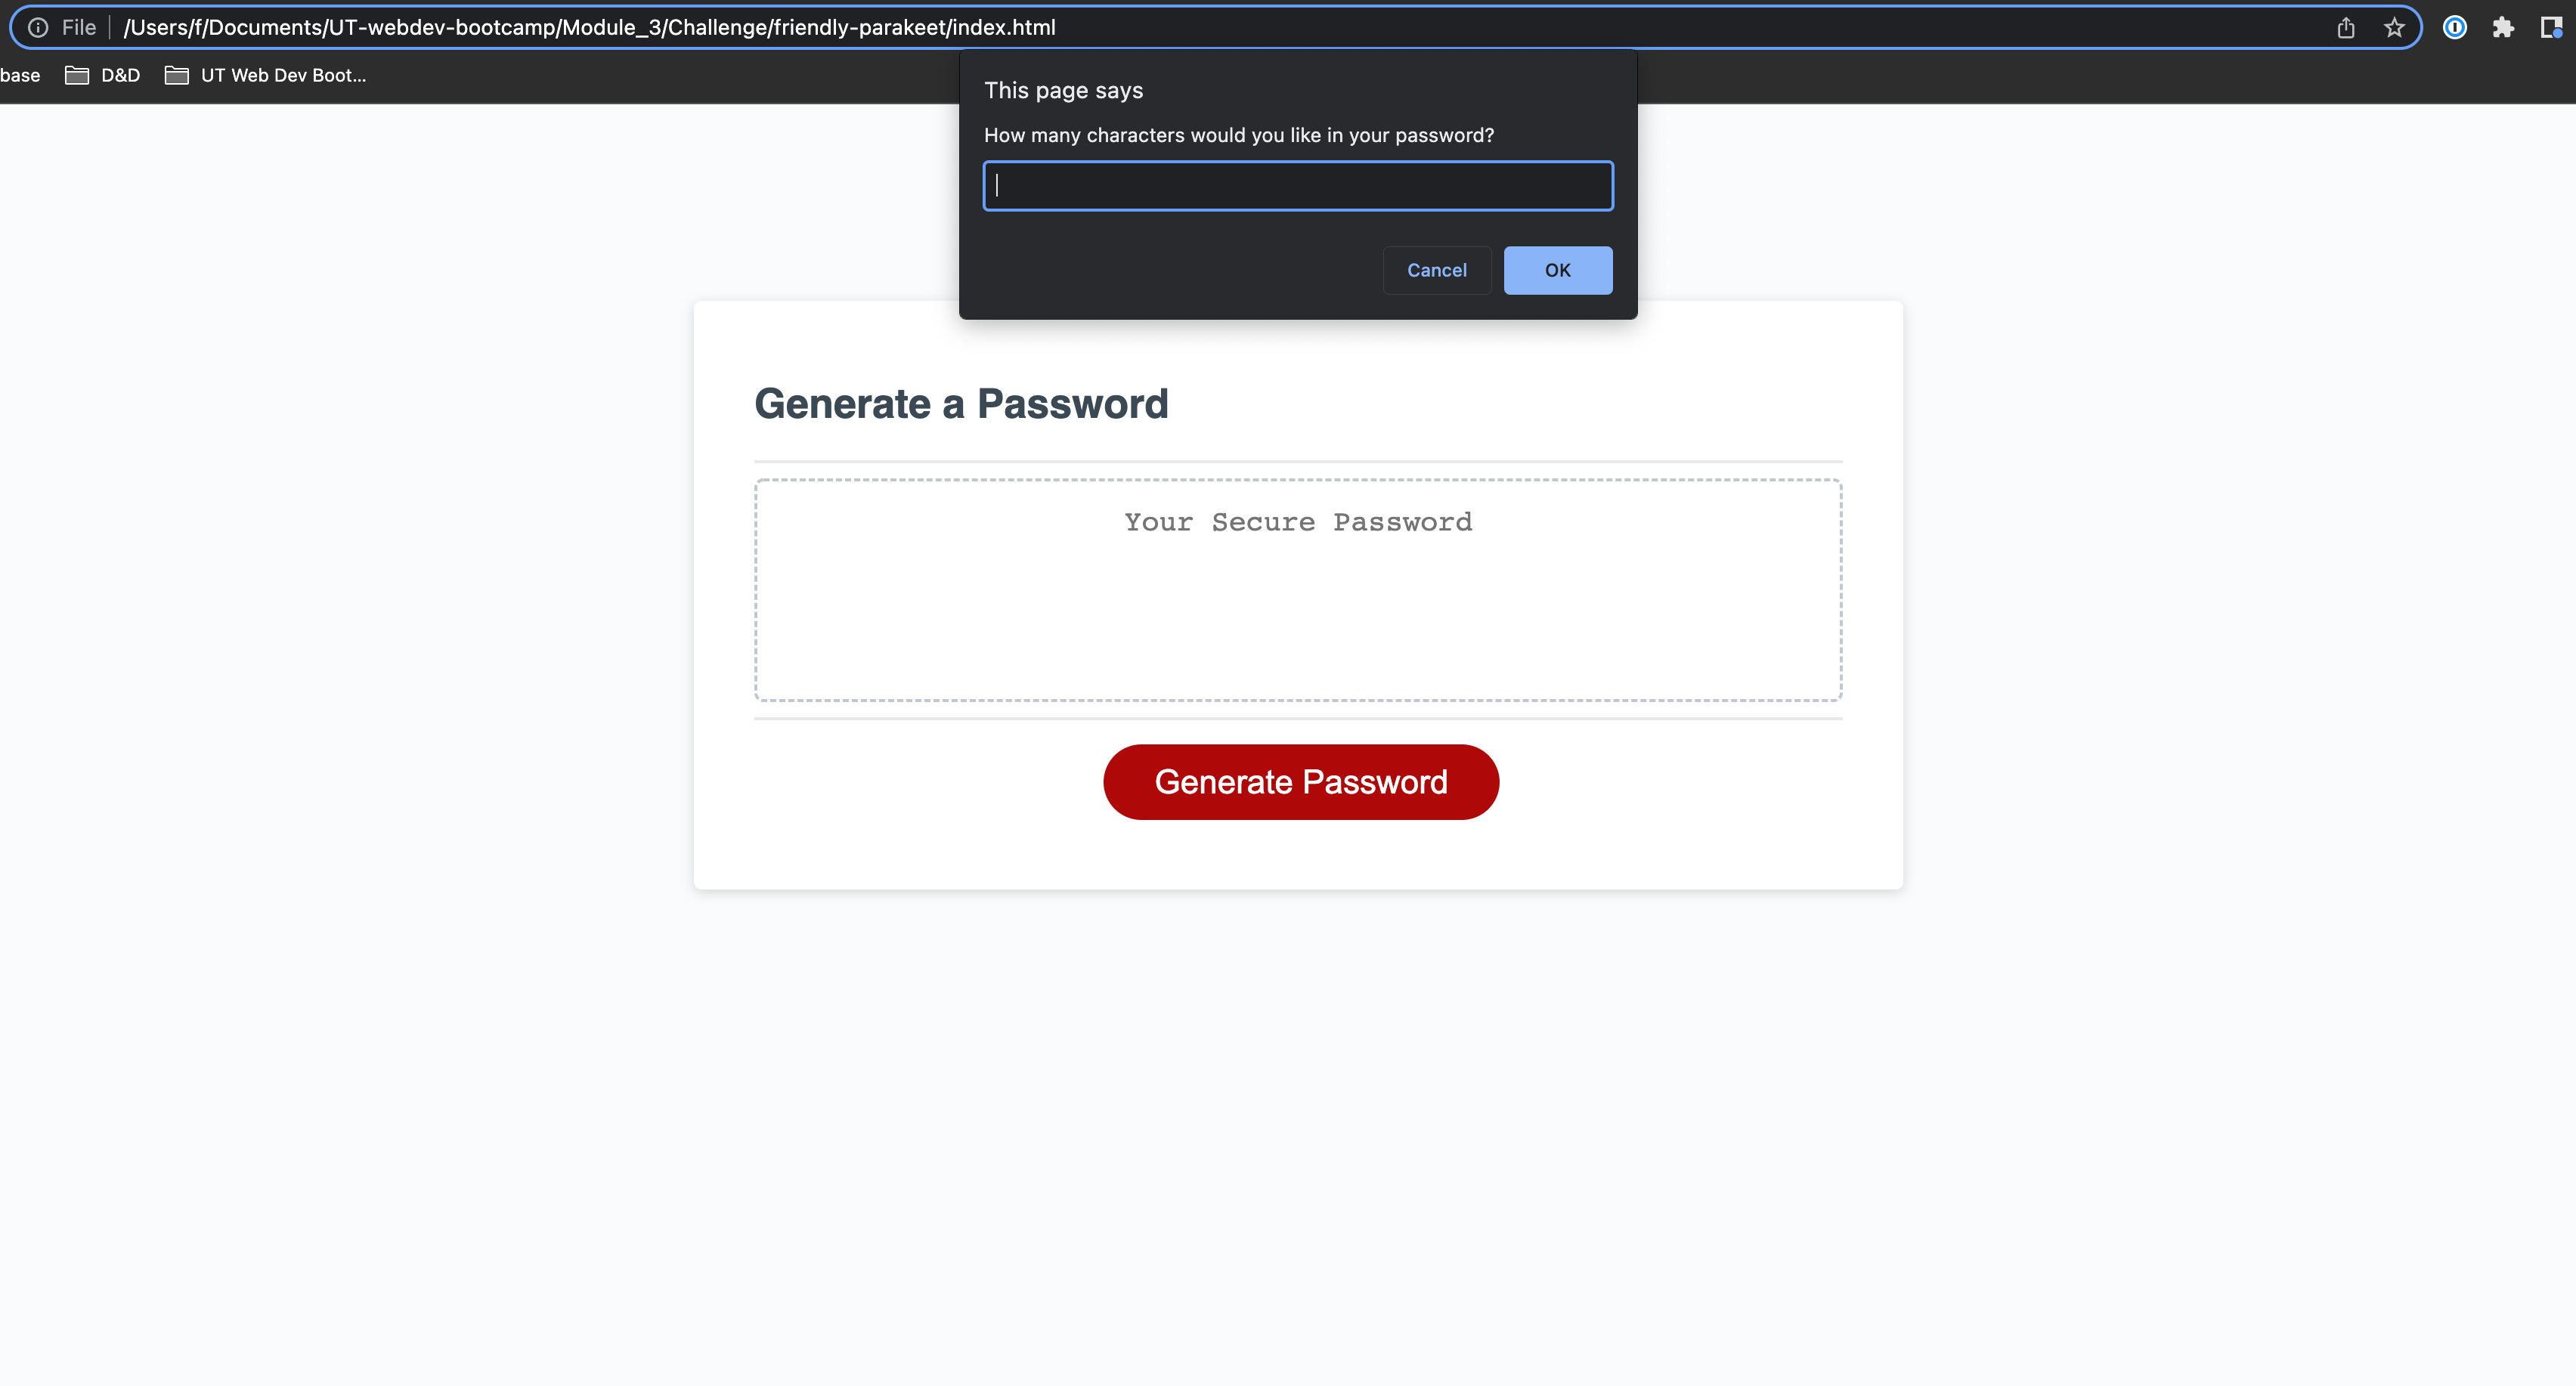 File /Users/f/Documents/UT-webdev-bootcamp/Module_3/Challenge/friendly-parakeet/index.html
base D&D UT Web Dev Boot...
This page says
How many characters would you like in your password?
Cancel OK
Generate a Password
Your Secure Password
Generate Password